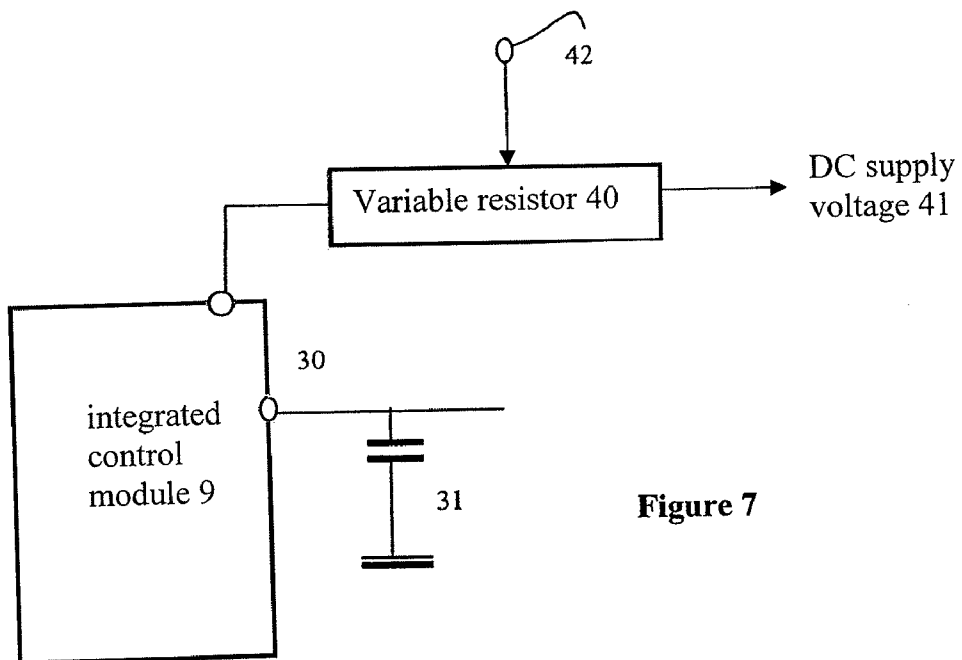 42
Variable resistor 40
DC supply
voltage 41
30
integrated
control
module 9
31
Figure 7